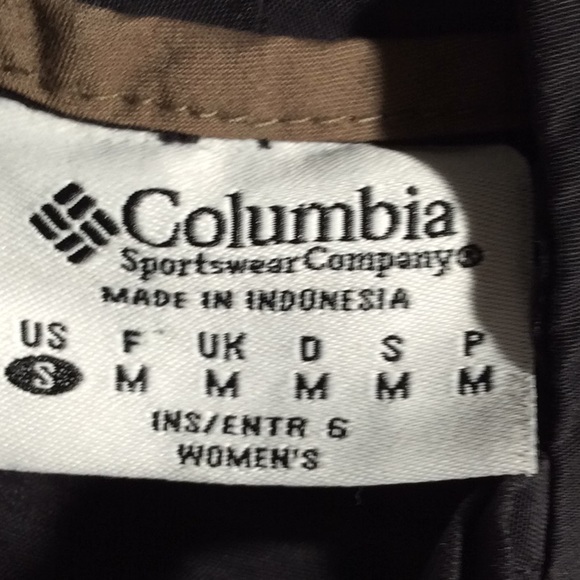 Columbia
Sportswear Company®
MADE IN INDONESIA
US F UK D S P
S M M M M M
INS/ENTR 6
WOMEN'S